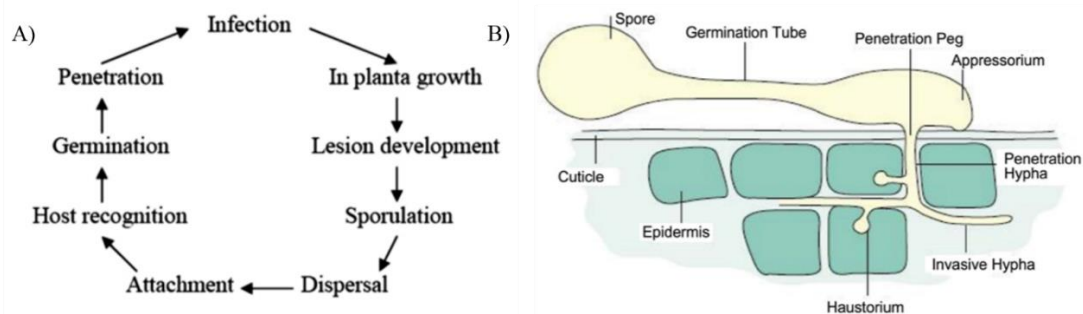 A)
Infection
Penetration
In planta growth
Germination
Lesion development
Host recognition
Sporulation
Attachment
Dispersal
B)
Spore
Germination Tube
Penetration Peg
Appressorium
Cuticle
Penetration
Hypha
Epidermis
Invasive Hypha
Haustorium